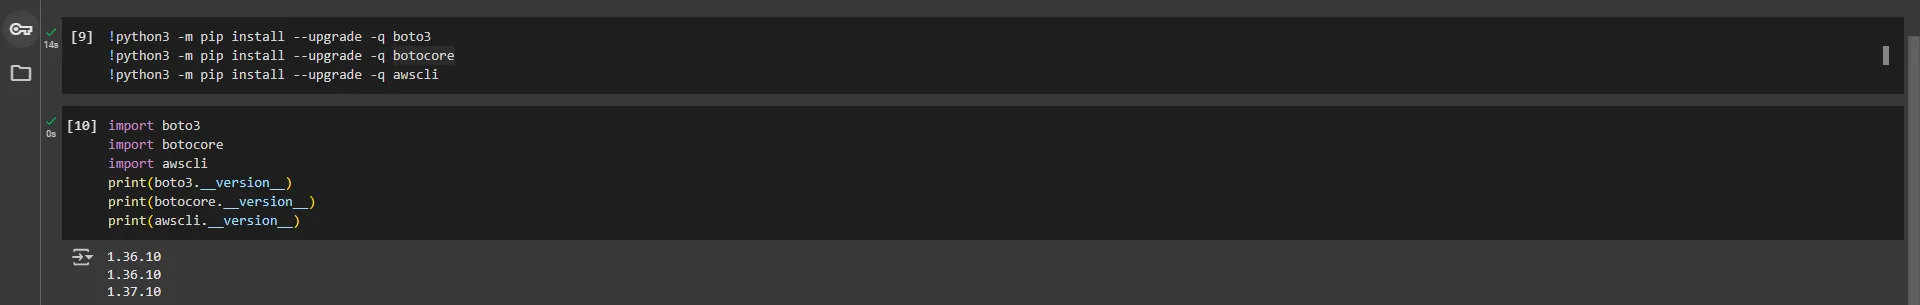 14s
[9] !python3 -m pip install --upgrade -q boto3
!python3 -m pip install --upgrade -q botocore
!python3 -m pip install --upgrade -q awscli
0s
[10] import boto3
import botocore
import awscli
print(boto3.__version__)
print(botocore.__version__)
print(awscli.__version__)
1.36.10
1.36.10
1.37.10